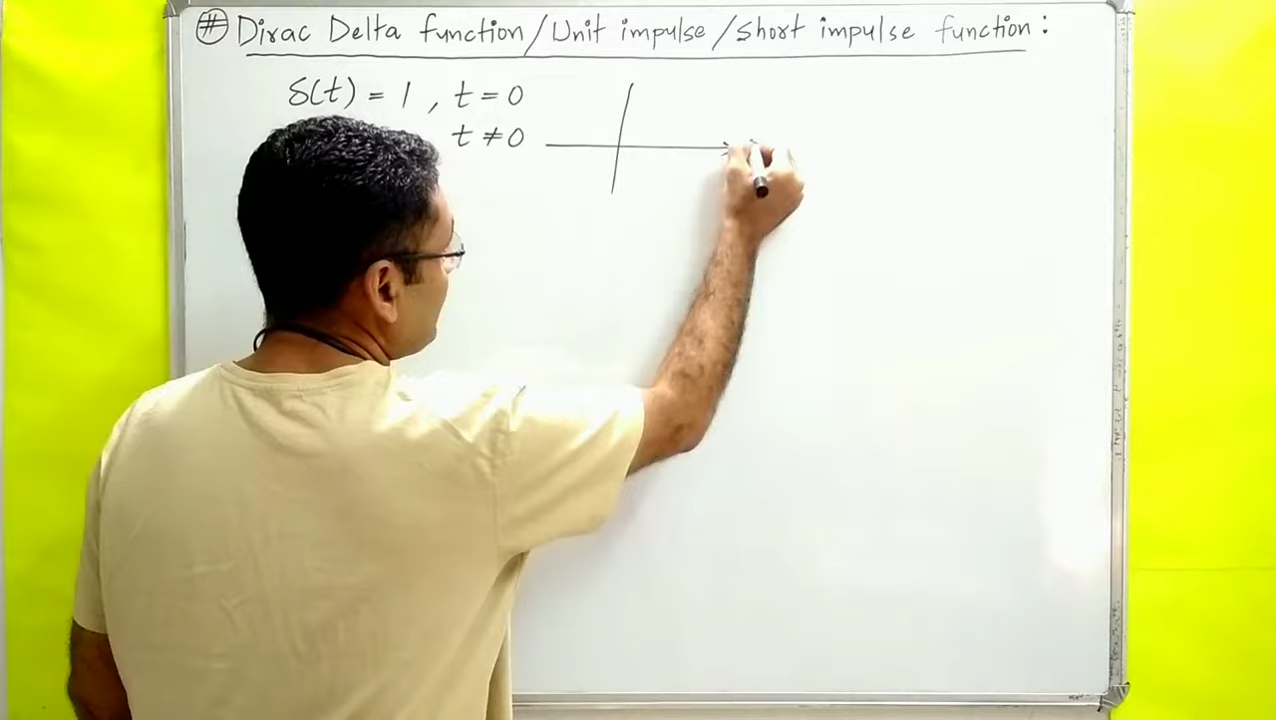 # Dirac Delta function/Unit impulse/short impulse function:
δ(t) = 1, t = 0
t ≠ 0